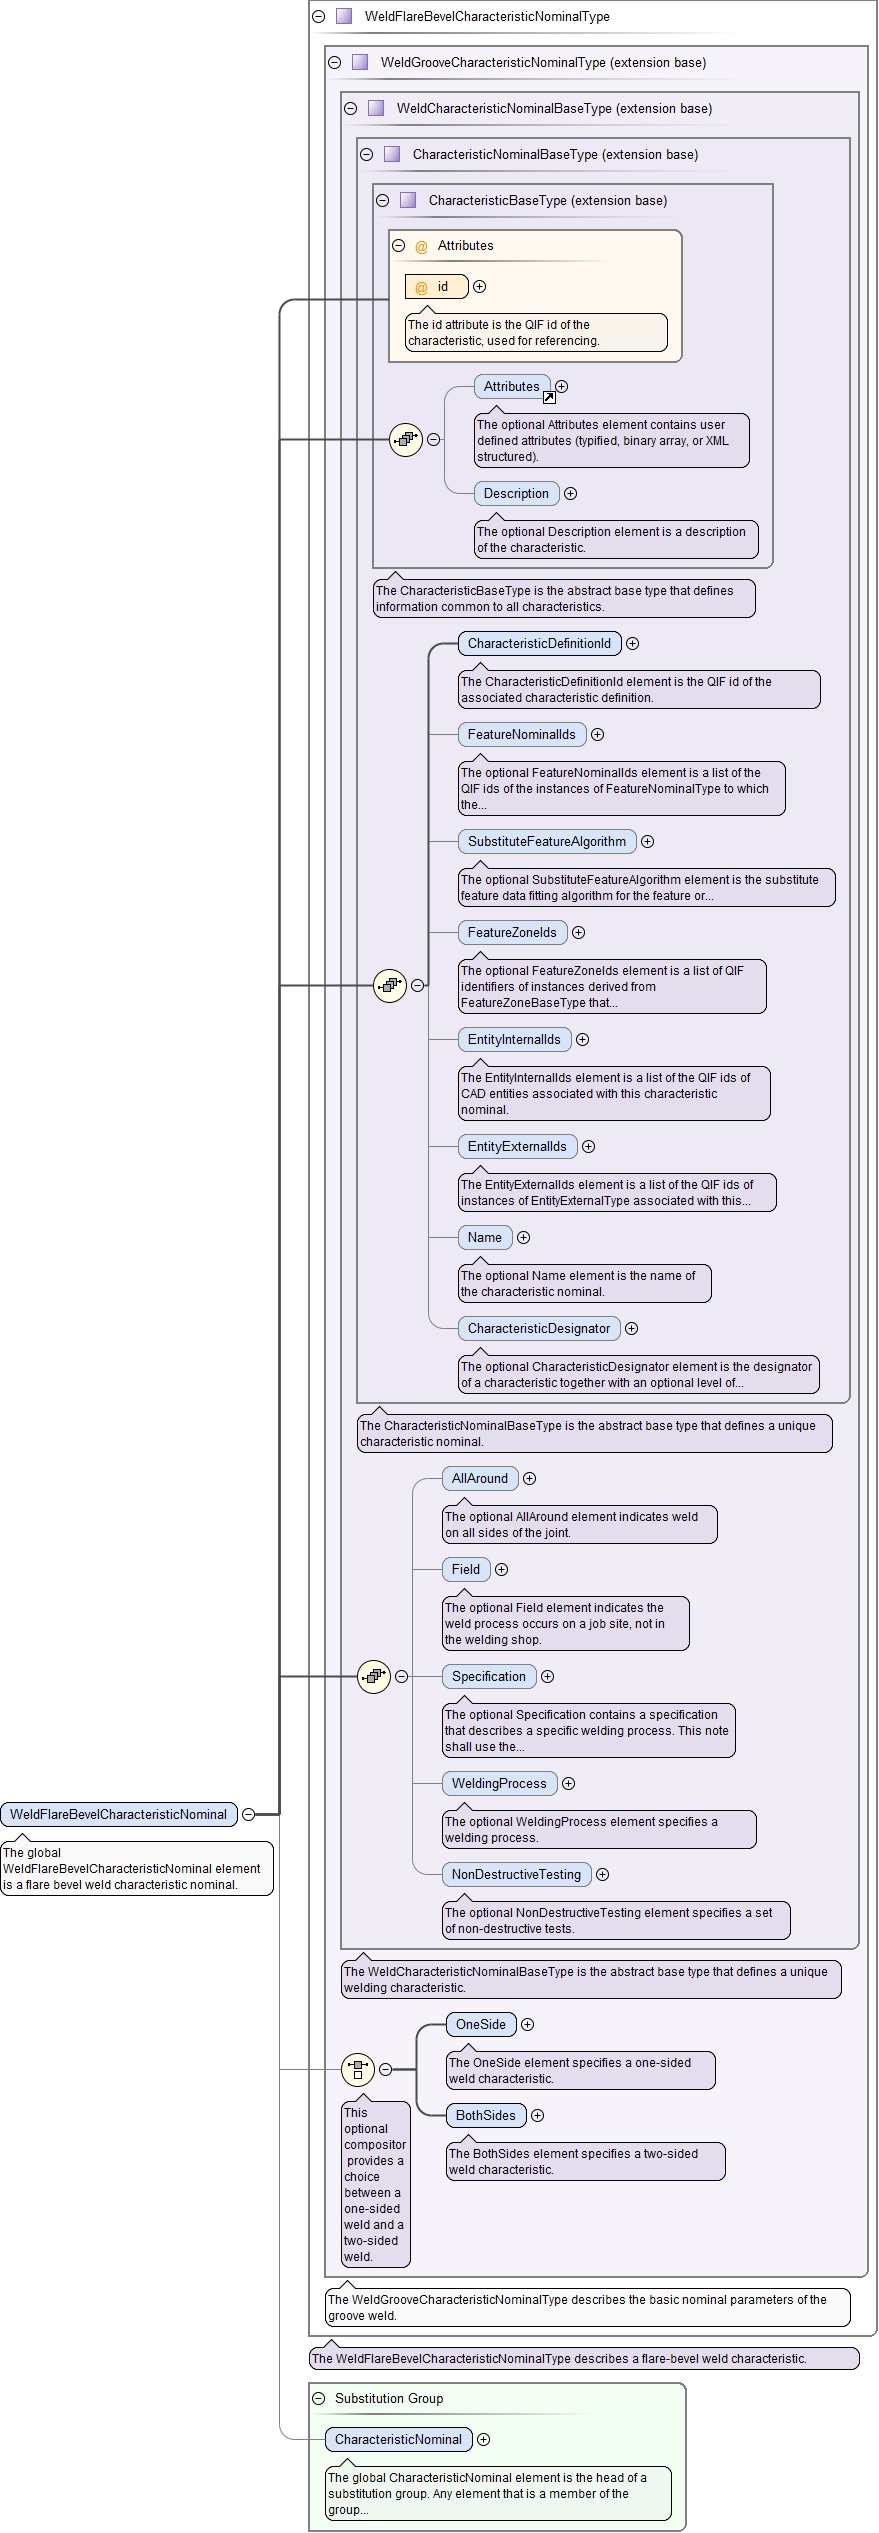 WeldFlareBevelCharacteristicNominalType
WeldGrooveCharacteristicNominalType (extension base)
WeldCharacteristicNominalBaseType (extension base)
CharacteristicNominalBaseType (extension base)
CharacteristicBaseType (extension base)
@ Attributes
@ id
The id attribute is the QIF id of the
characteristic, used for referencing.
Attributes
The optional Attributes element contains user
defined attributes (typified, binary array, or XML
structured).
Description
The optional Description element is a description
of the characteristic.
The CharacteristicBaseType is the abstract base type that defines
information common to all characteristics.
CharacteristicDefinitionId
The CharacteristicDefinitionId element is the QIF id of the
associated characteristic definition.
FeatureNominalIds
The optional FeatureNominalIds element is a list of the
QIF ids of the instances of FeatureNominalType to which
the...
SubstituteFeatureAlgorithm
The optional SubstituteFeatureAlgorithm element is the substitute
feature data fitting algorithm for the feature or...
FeatureZoneIds
The optional FeatureZoneIds element is a list of QIF
identifiers of instances derived from
FeatureZoneBaseType that...
EntityInternalIds
The EntityInternalIds element is a list of the QIF ids of
CAD entities associated with this characteristic
nominal.
EntityExternalIds
The EntityExternalIds element is a list of the QIF ids of
instances of EntityExternalType associated with this...
Name
The optional Name element is the name of
the characteristic nominal.
CharacteristicDesignator
The optional CharacteristicDesignator element is the designator
of a characteristic together with an optional level of...
The CharacteristicNominalBaseType is the abstract base type that defines a unique
characteristic nominal.
AllAround
The optional AllAround element indicates weld
on all sides of the joint.
Field
The optional Field element indicates the
weld process occurs on a job site, not in
the welding shop.
Specification
The optional Specification contains a specification
that describes a specific welding process. This note
shall use the...
WeldingProcess
The optional WeldingProcess element specifies a
welding process.
WeldFlareBevelCharacteristicNominal
The global
WeldFlareBevelCharacteristicNominal element
is a flare bevel weld characteristic nominal.
NonDestructiveTesting
The optional NonDestructiveTesting element specifies a set
of non-destructive tests.
The WeldCharacteristicNominalBaseType is the abstract base type that defines a unique
welding characteristic.
OneSide
The OneSide element specifies a one-sided
weld characteristic.
BothSides
The BothSides element specifies a two-sided
weld characteristic.
This
optional
compositor
provides a
choice
between a
one-sided
weld and a
two-sided
weld.
The WeldGrooveCharacteristicNominalType describes the basic nominal parameters of the
groove weld.
The WeldFlareBevelCharacteristicNominalType describes a flare-bevel weld characteristic.
Substitution Group
CharacteristicNominal
The global CharacteristicNominal element is the head of a
substitution group. Any element that is a member of the
group...